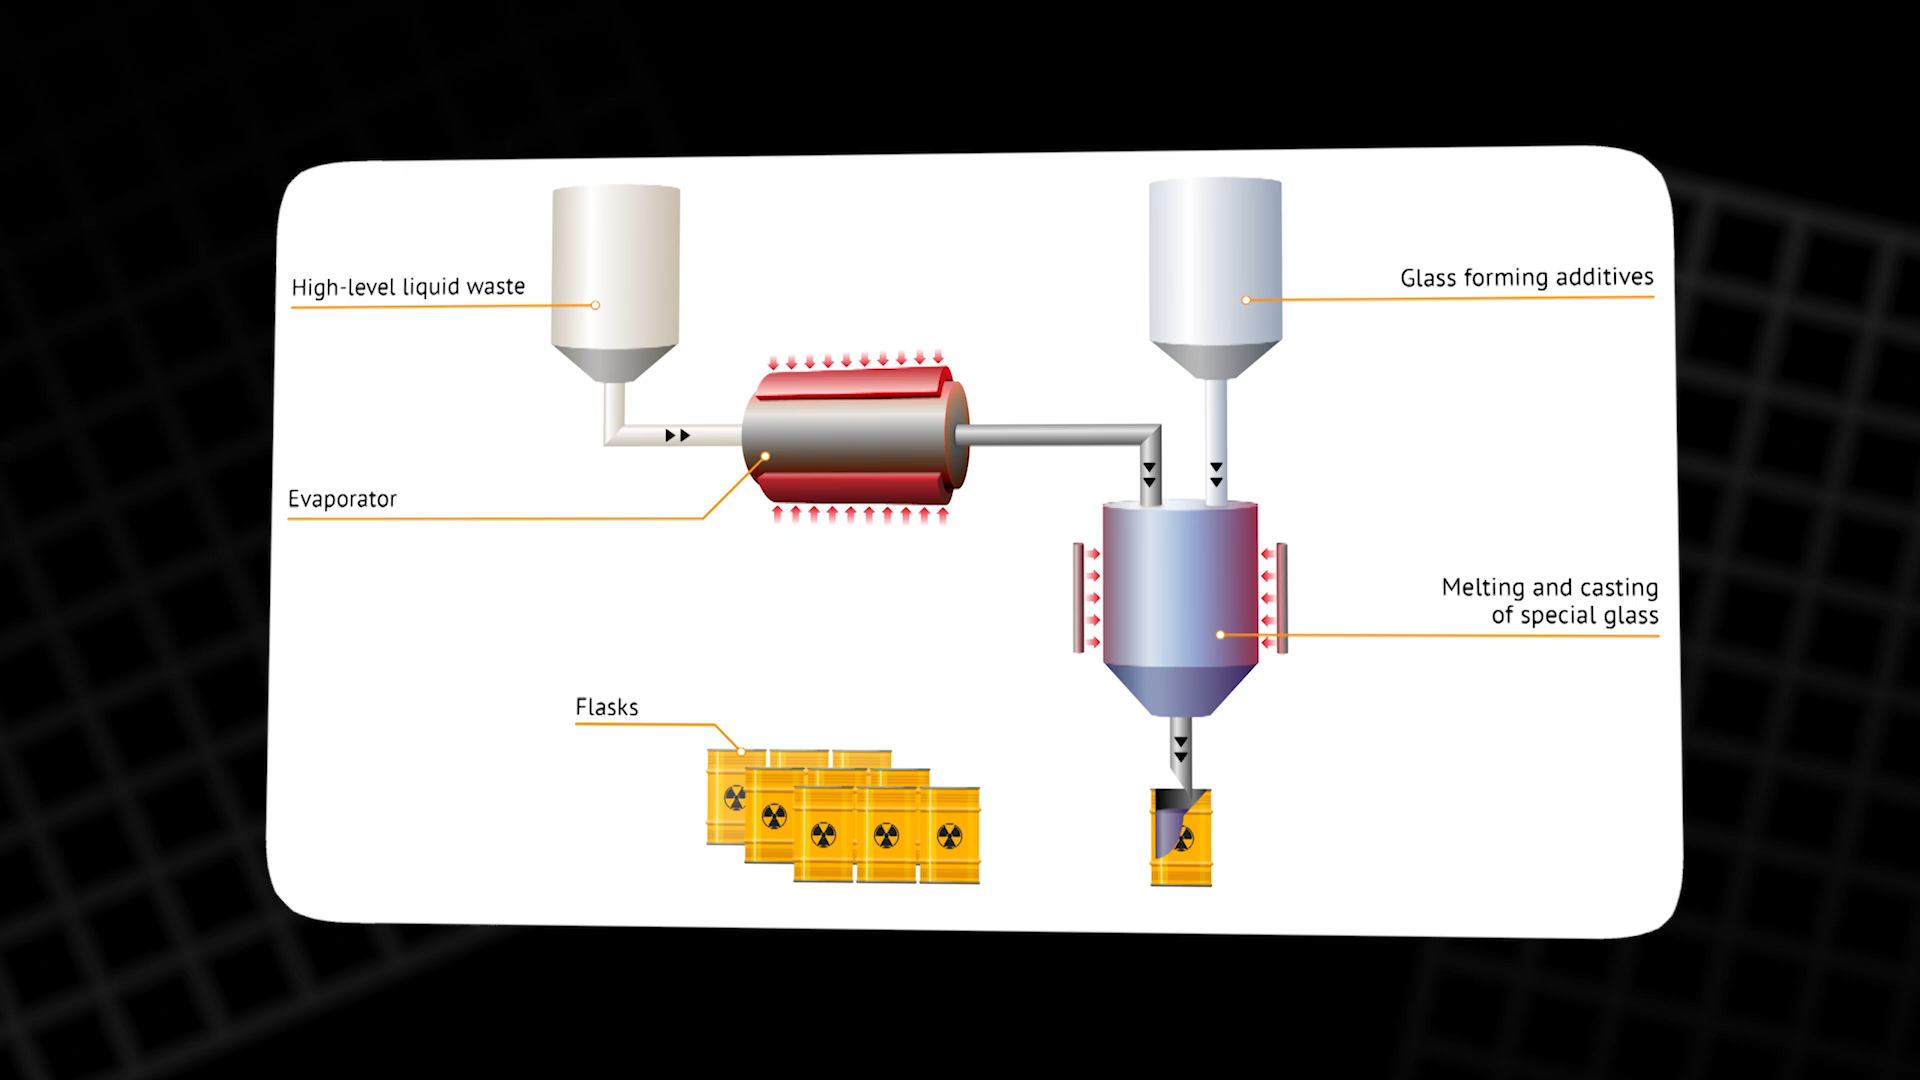 High-level liquid waste
Glass forming additives
Evaporator
Melting and casting
of special glass
Flasks